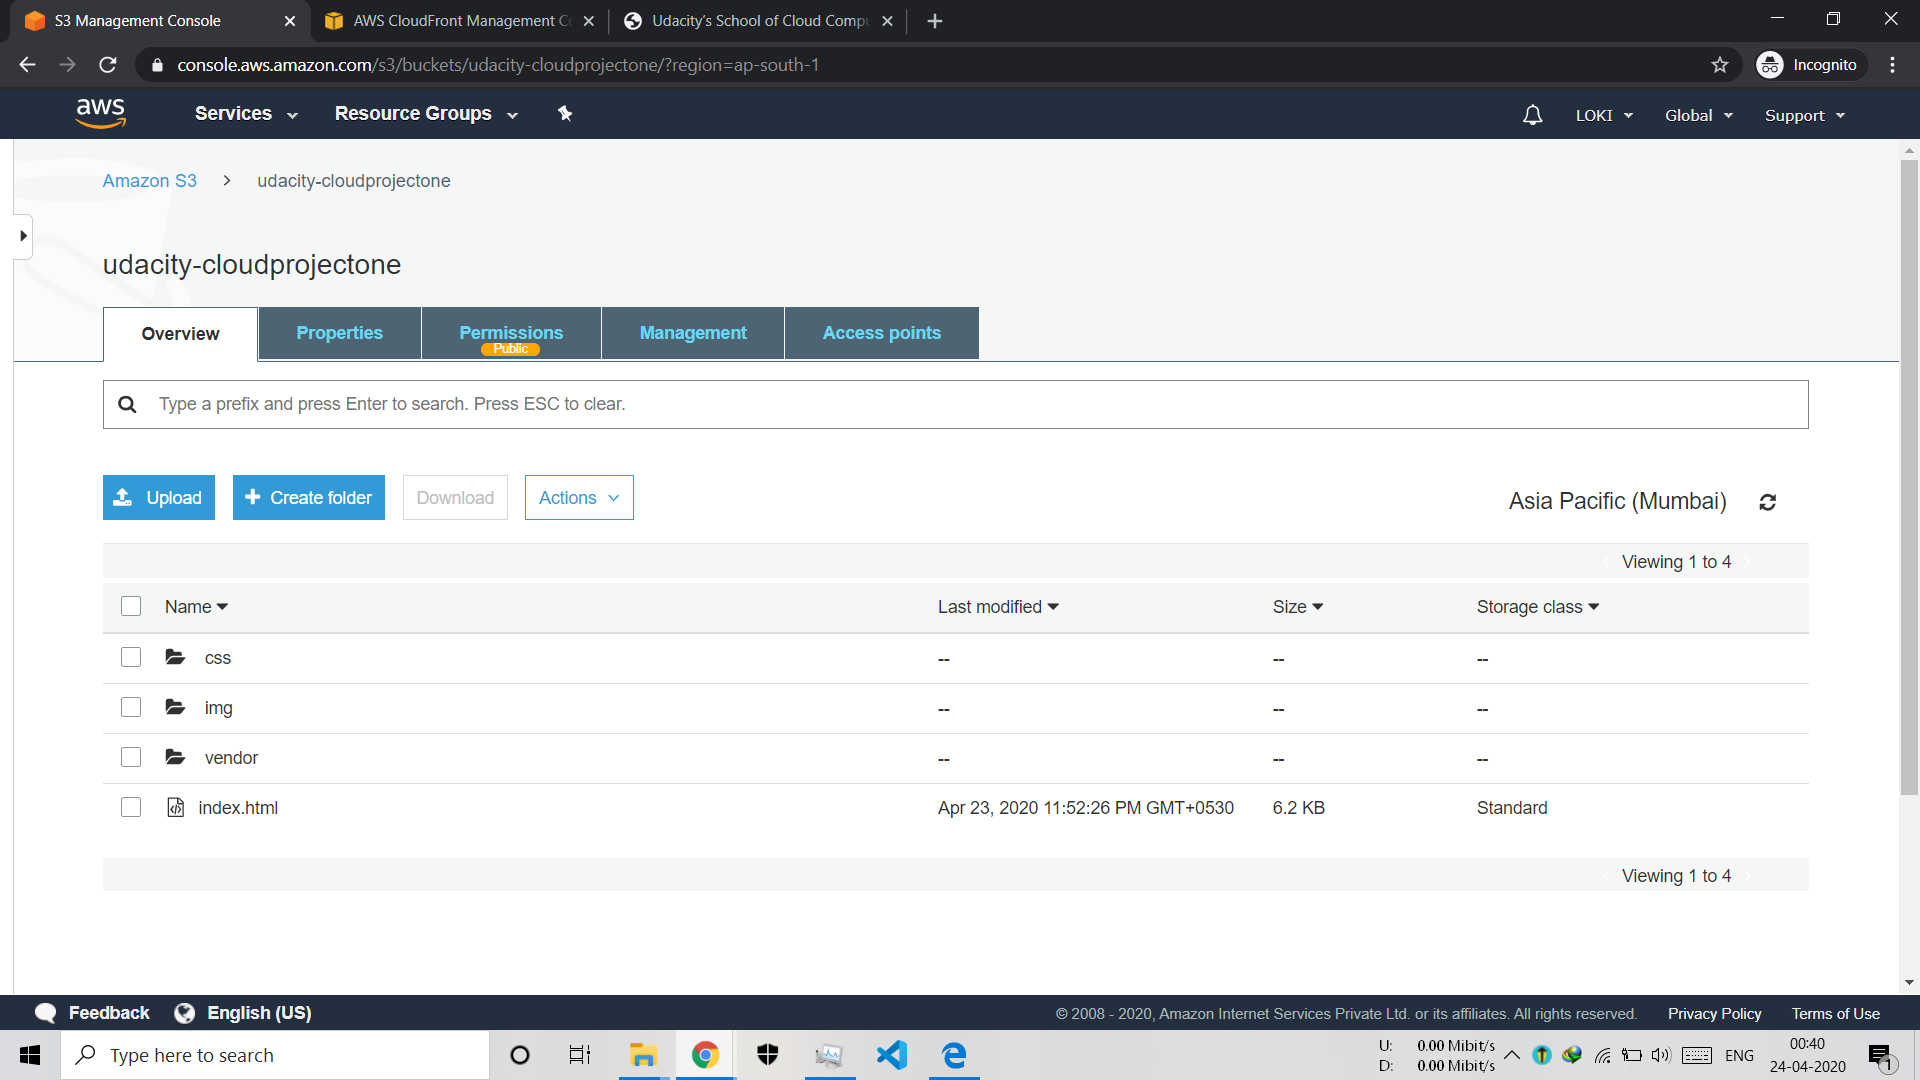 S3 Management Console
AWS CloudFront Management C
Udacity's School of Cloud Compu
console.aws.amazon.com/s3/buckets/udacity-cloudprojectone/?region=ap-south-1
Incognito
aws
Services
Resource Groups
LOKI
Global
Support
Amazon S3 > udacity-cloudprojectone
udacity-cloudprojectone
Overview
Properties
Permissions
Public
Management
Access points
Type a prefix and press Enter to search. Press ESC to clear.
Upload
+ Create folder
Download
Actions
Asia Pacific (Mumbai)
Viewing 1 to 4
Name Last modified Size Storage class
css -- -- --
img -- -- --
vendor -- -- --
index.html Apr 23, 2020 11:52:26 PM GMT+0530 6.2 KB Standard
Viewing 1 to 4
Feedback
English (US)
© 2008 - 2020, Amazon Internet Services Private Ltd. or its affiliates. All rights reserved.
Privacy Policy
Terms of Use
Type here to search
U: 0.00 Mibit/s
D: 0.00 Mibit/s
ENG
00:40
24-04-2020
1